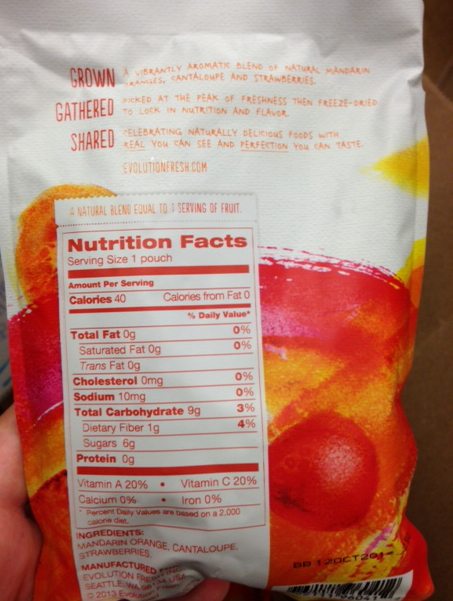 GROWN A VIBRANTLY AROMATIC BLEND OF NATURAL MANDARIN
ORANGES, CANTALOUPE AND STRAWBERRIES.
GATHERED PICKED AT THE PEAK OF FRESHNESS THEN FREEZE-DRIED
TO LOCK IN NUTRITION AND FLAVOR.
SHARED CELEBRATING NATURALLY DELICIOUS FOODS WITH
REAL YOU CAN SEE AND PERFECTION YOU CAN TASTE.
EVOLUTIONFRESH.COM
A NATURAL BLEND EQUAL TO 1 SERVING OF FRUIT.
Nutrition Facts
Serving Size 1 pouch
Amount Per Serving
Calories 40 Calories from Fat 0
% Daily Value*
Total Fat 0g 0%
Saturated Fat 0g 0%
Trans Fat 0g
Cholesterol 0mg 0%
Sodium 10mg 0%
Total Carbohydrate 9g 3%
Dietary Fiber 1g 4%
Sugars 6g
Protein 0g
Vitamin A 20% • Vitamin C 20%
Calcium 0% • Iron 0%
* Percent Daily Values are based on a 2,000
calorie diet.
INGREDIENTS:
MANDARIN ORANGE, CANTALOUPE,
STRAWBERRIES.
MANUFACTURED
EVOLUTION FRESH USA
SEATTLE, WA
© 2013
BB 12OCT